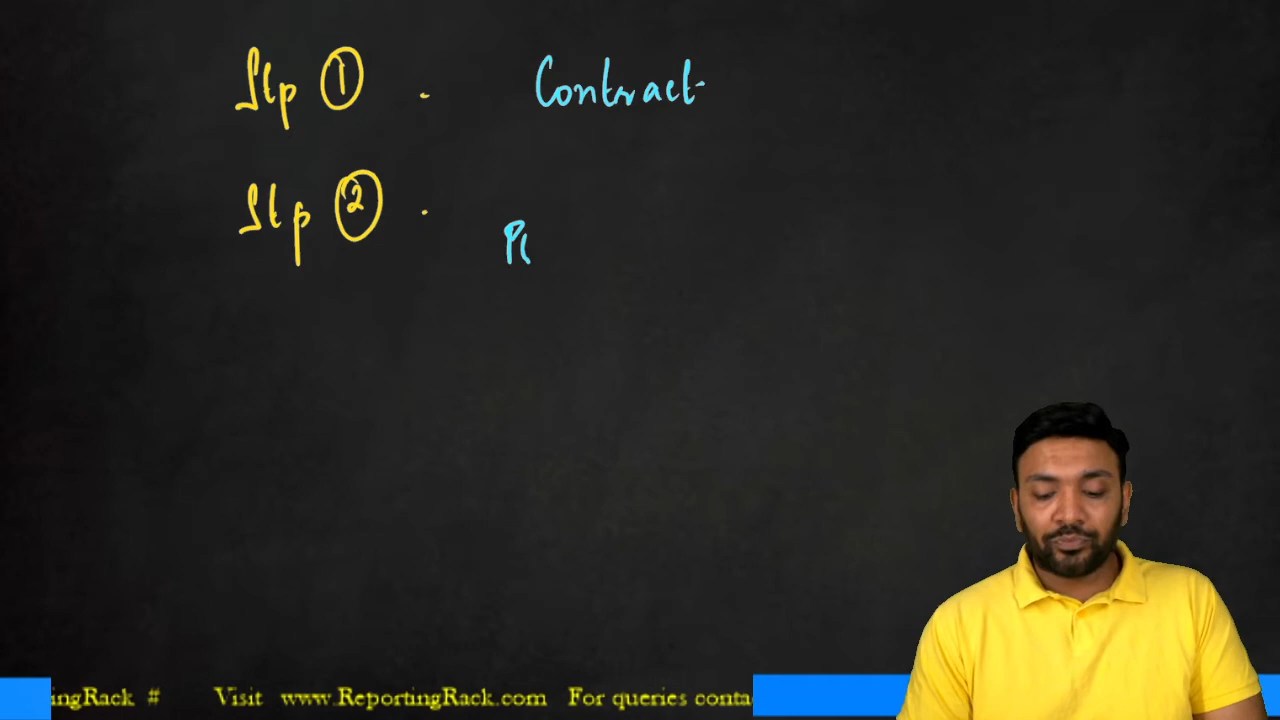 Step ① . Contract
Step ② .
ingRack # Visit www.ReportingRack.com For queries conta